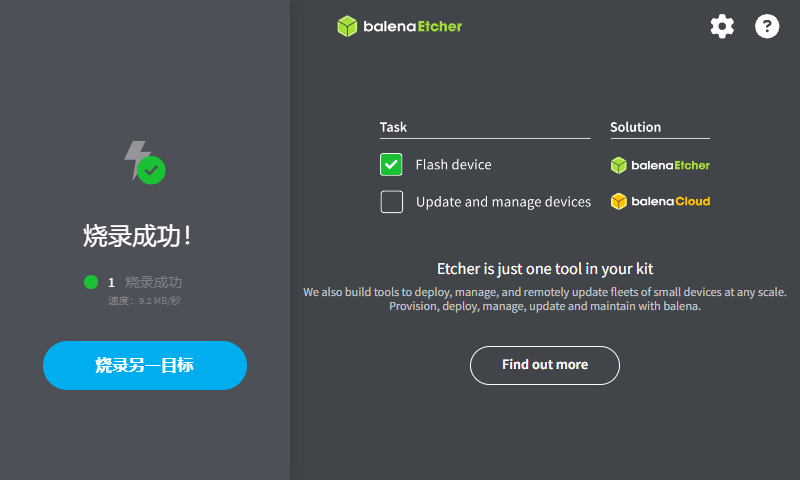 balenaEtcher
?
烧录成功！
1 烧录成功
速度：9.2 MB/秒
烧录另一目标
Task Solution
Flash device balenaEtcher
Update and manage devices balenaCloud
Etcher is just one tool in your kit
We also build tools to deploy, manage, and remotely update fleets of small devices at any scale.
Provision, deploy, manage, update and maintain with balena.
Find out more